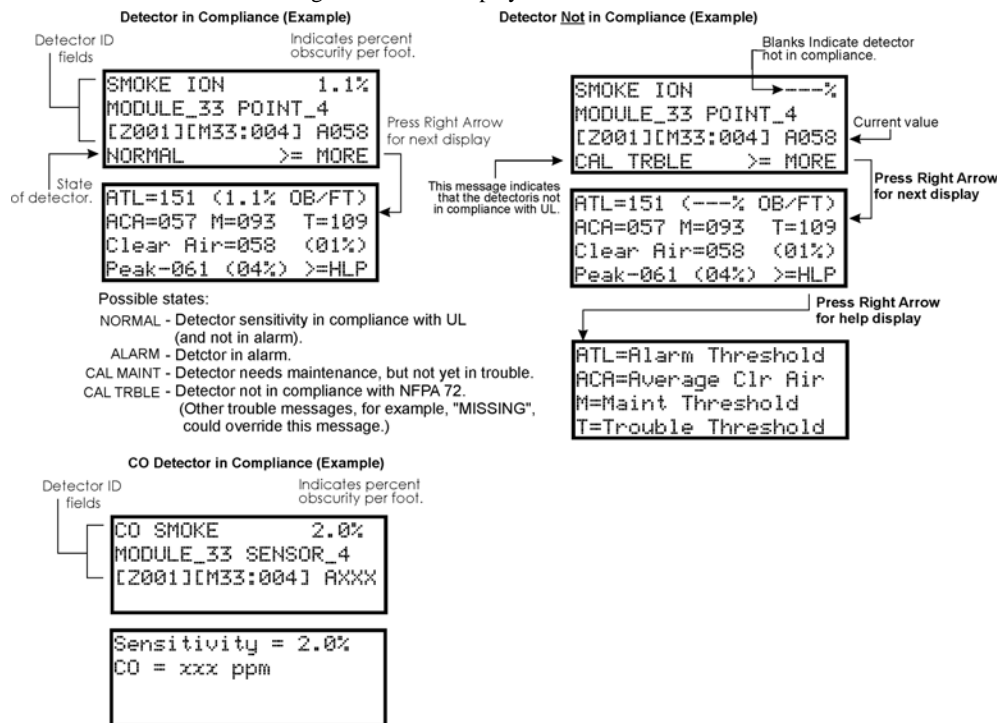 Detector in Compliance (Example)
Detector ID fields
Indicates percent obscurity per foot.
SMOKE ION 1.1%
MODULE_33 POINT_4
[Z001][M33:004] A058
NORMAL >= MORE
State of detector.
Press Right Arrow for next display
ATL=151 (1.1% OB/FT)
ACA=057 M=093 T=109
Clear Air=058 (01%)
Peak-061 (04%) >=HLP
Possible states:
NORMAL - Detector sensitivity in compliance with UL
(and not in alarm).
ALARM - Detctor in alarm.
CAL MAINT - Detector needs maintenance, but not yet in trouble.
CAL TRBLE - Detector not in compliance with NFPA 72.
(Other trouble messages, for example, "MISSING",
could override this message.)
Detector Not in Compliance (Example)
Blanks Indicate detector
not in compliance.
SMOKE ION ---%
MODULE_33 POINT_4
[Z001][M33:004] A058
CAL TRBLE >= MORE
Current value
This message indicates
that the detectoris not
in compliance with UL.
Press Right Arrow
for next display
ATL=151 (---% OB/FT)
ACA=057 M=093 T=109
Clear Air=058 (01%)
Peak-061 (04%) >=HLP
Press Right Arrow
for help display
ATL=Alarm Threshold
ACA=Average Clr Air
M=Maint Threshold
T=Trouble Threshold
CO Detector in Compliance (Example)
Detector ID
fields
Indicates percent
obscurity per foot.
CO SMOKE 2.0%
MODULE_33 SENSOR_4
[Z001][M33:004] AXXX
Sensitivity = 2.0%
CO = xxx ppm